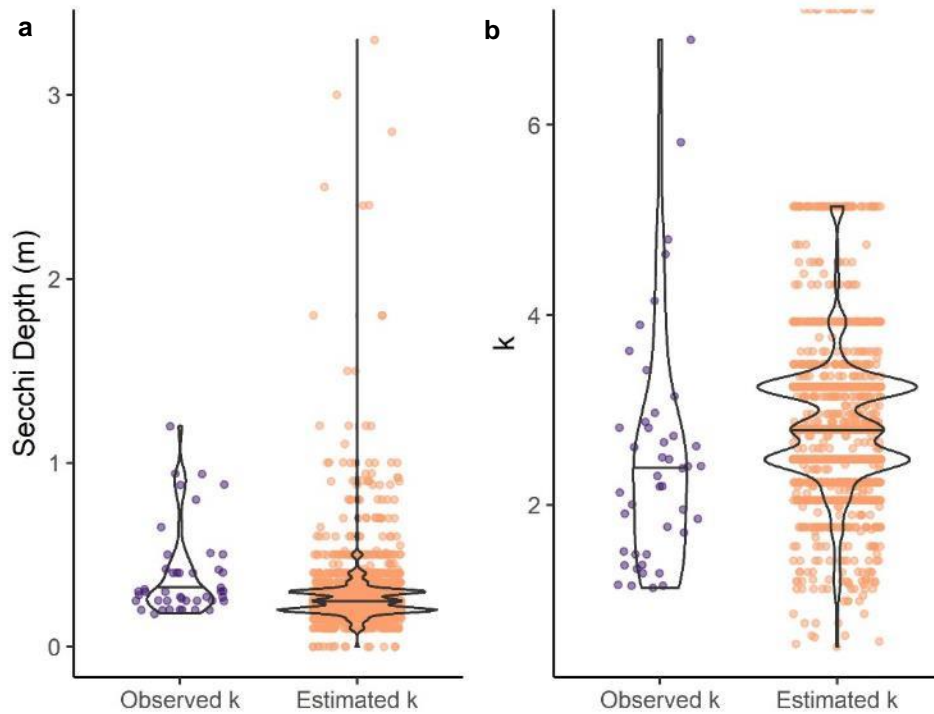 a
Secchi Depth (m)
3
2
1
0
Observed k
Estimated k
b
k
6
4
2
Observed k
Estimated k